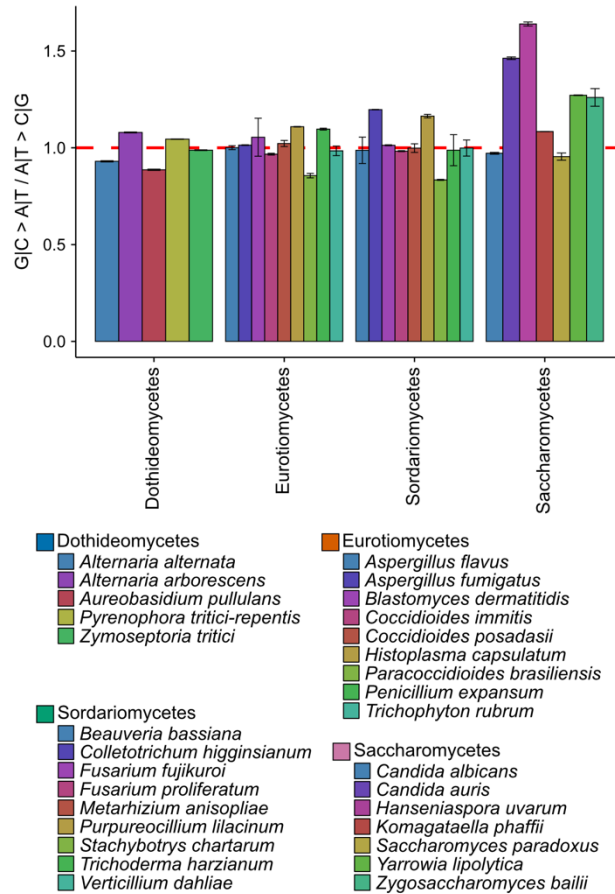 G|C > A|T / A|T > C|G
1.5
1.0
0.5
0.0
Dothideomycetes
Eurotiomycetes
Sordariomycetes
Saccharomycetes
Dothideomycetes
Alternaria alternata
Alternaria arborescens
Aureobasidium pullulans
Pyrenophora tritici-repentis
Zymoseptoria tritici
Eurotiomycetes
Aspergillus flavus
Aspergillus fumigatus
Blastomyces dermatitidis
Coccidioides immitis
Coccidioides posadasii
Histoplasma capsulatum
Paracoccidioides brasiliensis
Penicillium expansum
Trichophyton rubrum
Sordariomycetes
Beauveria bassiana
Colletotrichum higginsianum
Fusarium fujikuroi
Fusarium proliferatum
Metarhizium anisopliae
Purpureocillium lilacinum
Stachybotrys chartarum
Trichoderma harzianum
Verticillium dahliae
Saccharomycetes
Candida albicans
Candida auris
Hanseniaspora uvarum
Komagataella phaffii
Saccharomyces paradoxus
Yarrowia lipolytica
Zygosaccharomyces bailii